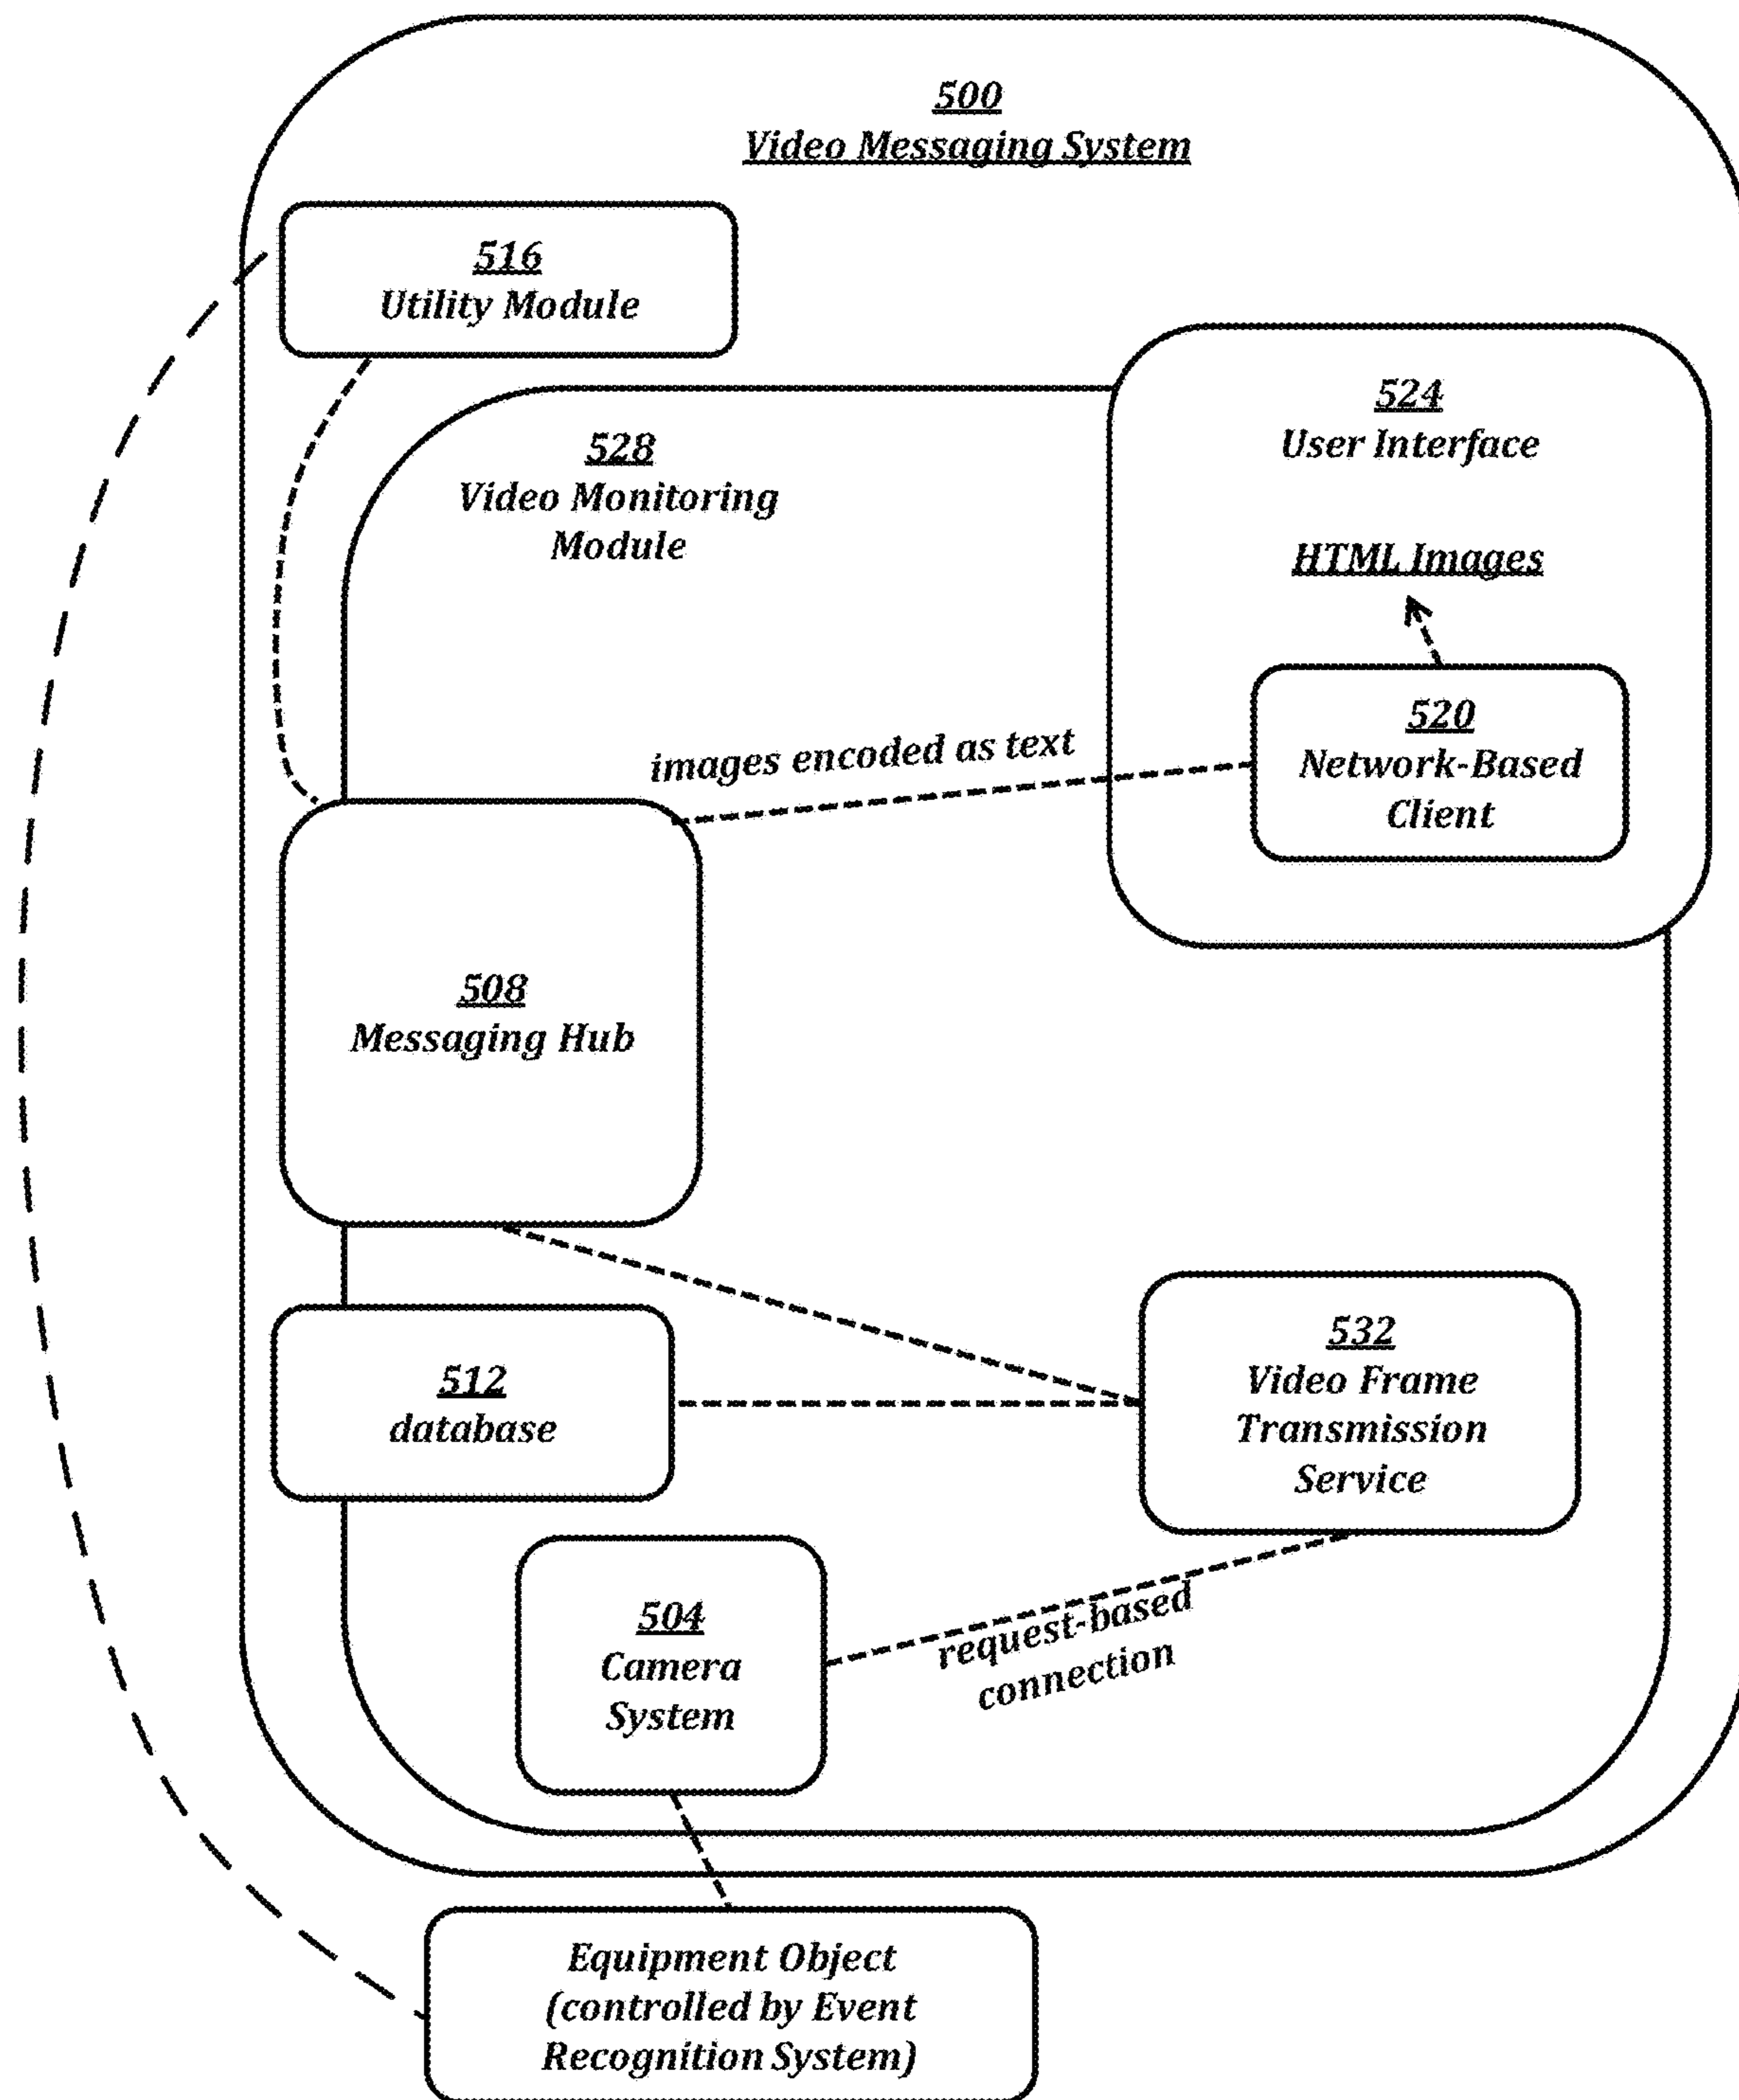 500
Video Messaging System
516
Utility Module
524
User Interface
528
Video Monitoring
Module
HTML Images
520
Network-Based
Client
images encoded as text
508
Messaging Hub
532
Video Frame
Transmission
Service
512
database
504
Camera
System
request-based
connection
Equipment Object
(controlled by Event
Recognition System)